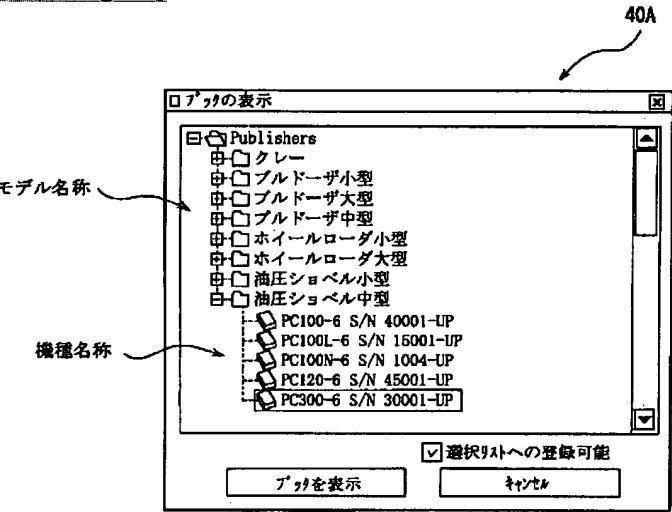 40A
ﾌﾞｯｸの表示
Publishers
クレー
ブルドーザ小型
ブルドーザ大型
ブルドーザ中型
ホイールローダ小型
ホイールローダ大型
油圧ショベル小型
油圧ショベル中型
PC100-6 S/N 40001-UP
PC100L-6 S/N 15001-UP
PC100N-6 S/N 1004-UP
PC120-6 S/N 45001-UP
PC300-6 S/N 30001-UP
モデル名称
機種名称
選択ﾘｽﾄへの登録可能
ﾌﾞｯｸを表示
ｷｬﾝｾﾙ